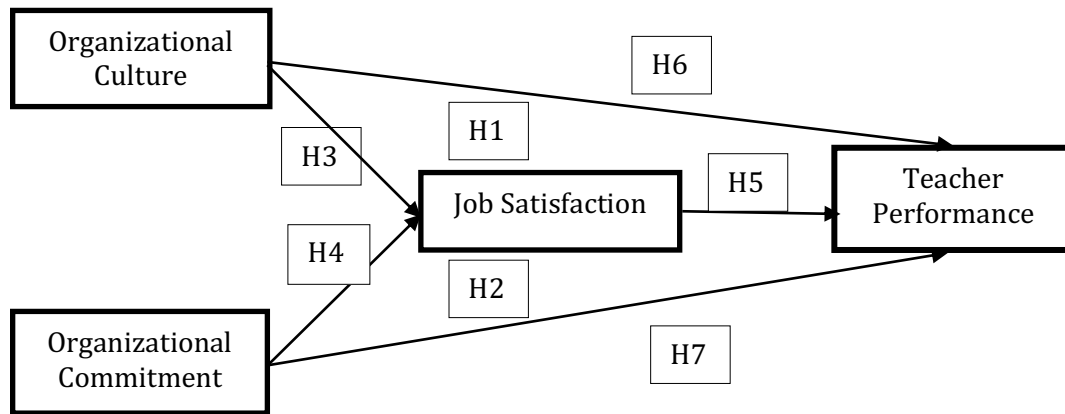 Organizational
Culture
H6
H1
H3
Job Satisfaction
H5
Teacher
Performance
H4
H2
Organizational
Commitment
H7